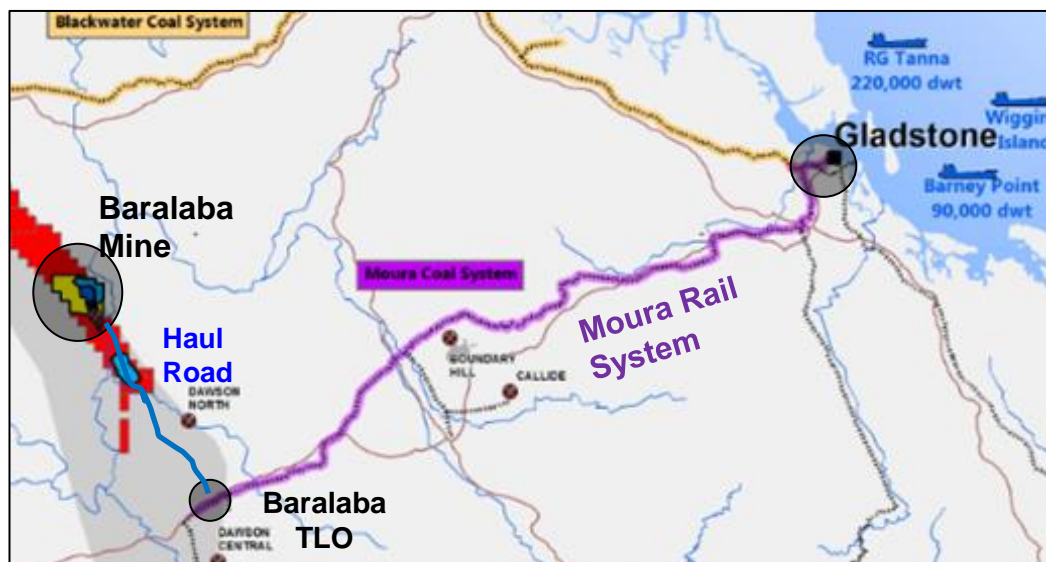 Blackwater Coal System
RG Tanna
220,000 dwt
Wiggin
Island
Gladstone
Barney Point
90,000 dwt
Baralaba
Mine
Moura Coal System
Moura Rail
System
Haul
Road
BOUNDARY
HILL
CALLIDE
DAWSON
NORTH
Baralaba
TLO
DAWSON
CENTRAL